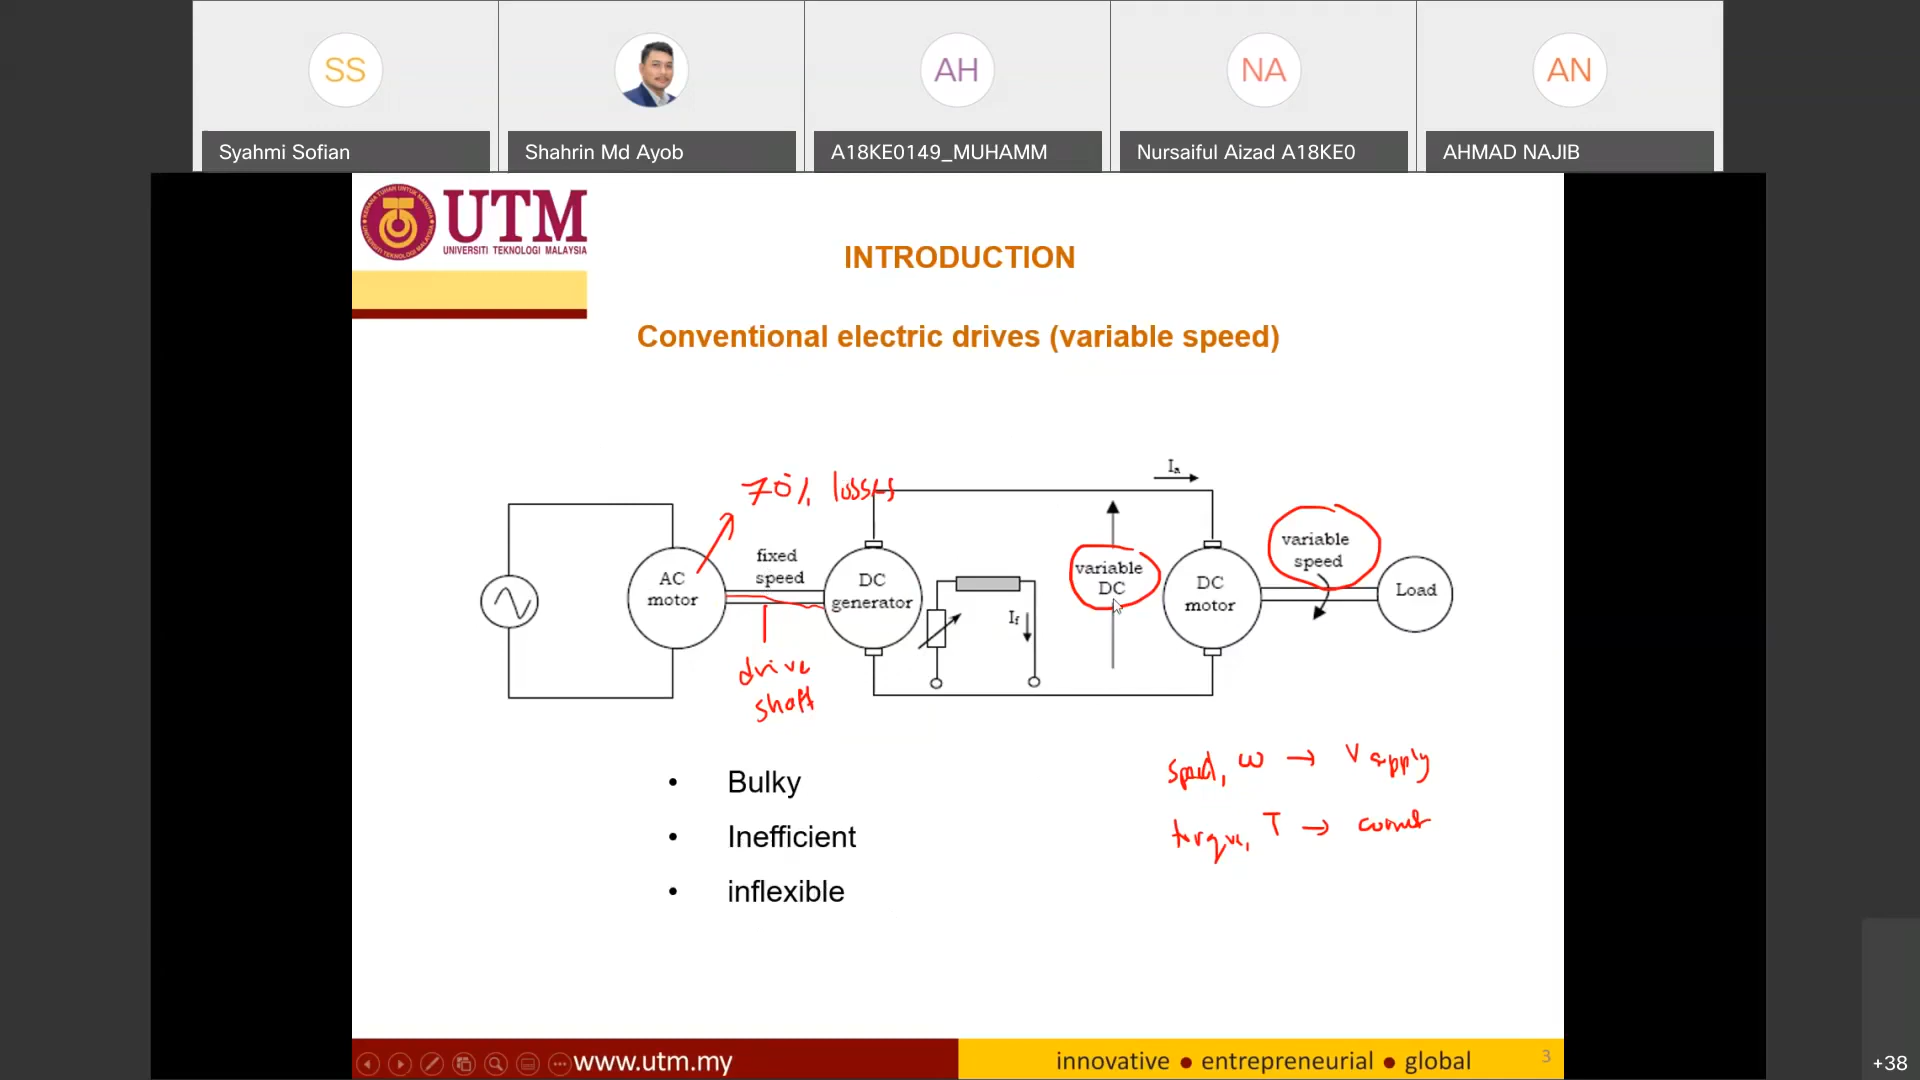 SS
AH
NA
AN
Syahmi Sofian
Shahrin Md Ayob
A18KE0149_MUHAMM
Nursaiful Aizad A18KE0
AHMAD NAJIB
UTM
UNIVERSITI TEKNOLOGI MALAYSIA
INTRODUCTION
Conventional electric drives (variable speed)
70% losses
Ia
AC
motor
fixed
speed
DC
generator
If
variable
DC
DC
motor
variable
speed
Load
drive
shaft
• Bulky
• Inefficient
• inflexible
speed, ω → V apply
torque, T →
www.utm.my
innovative ● entrepreneurial ● global
3
+38